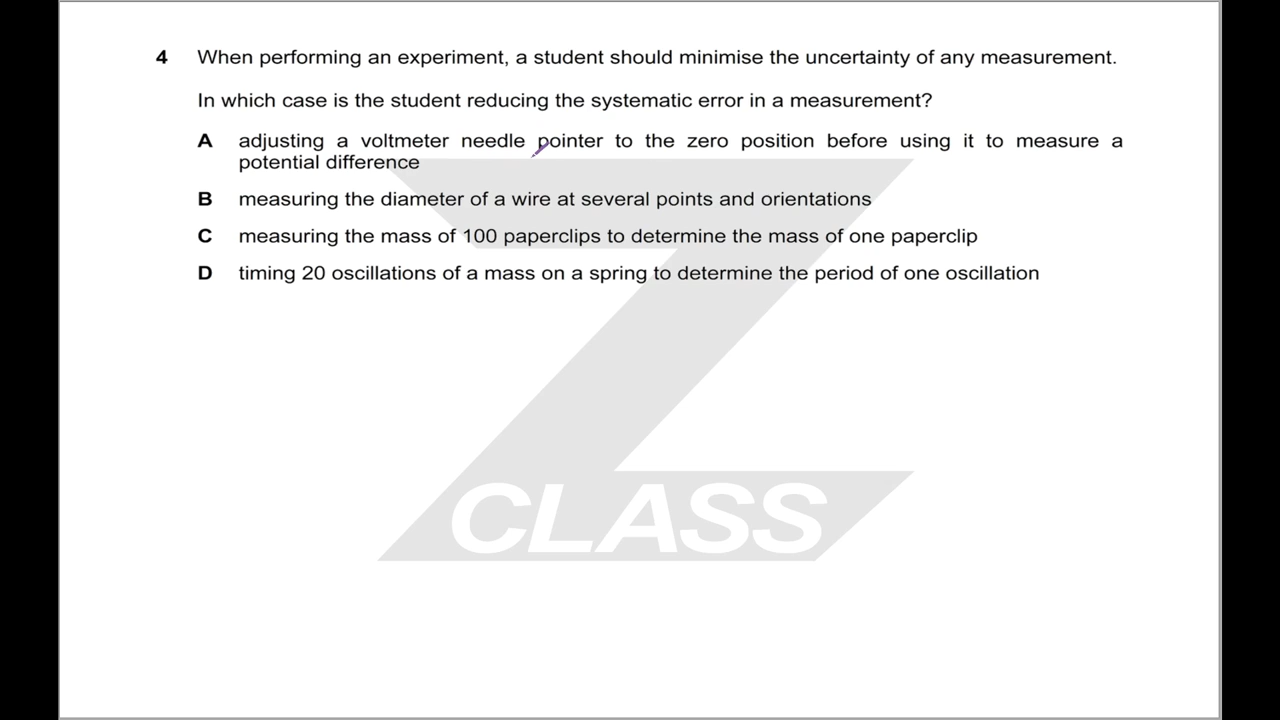 4 When performing an experiment, a student should minimise the uncertainty of any measurement.
In which case is the student reducing the systematic error in a measurement?
A adjusting a voltmeter needle pointer to the zero position before using it to measure a
potential difference
B measuring the diameter of a wire at several points and orientations
C measuring the mass of 100 paperclips to determine the mass of one paperclip
D timing 20 oscillations of a mass on a spring to determine the period of one oscillation
Z
CLASS